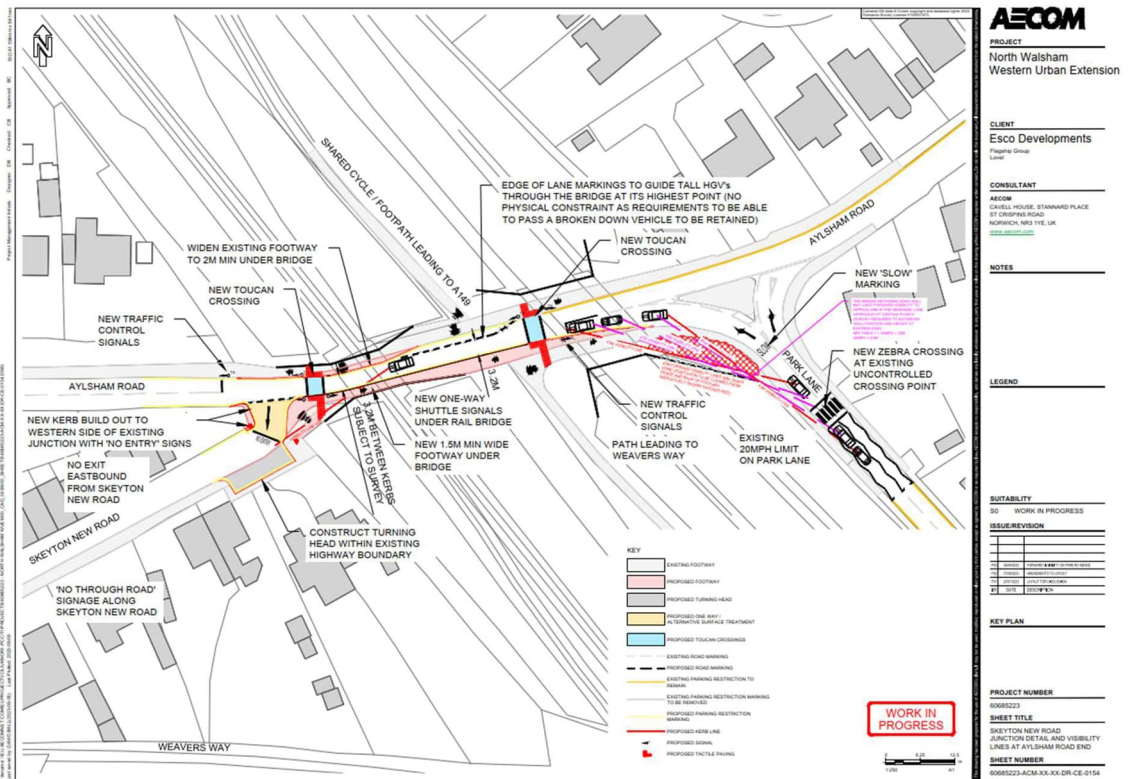 N
SHARED CYCLE / FOOTPATH LEADING TO A149
EDGE OF LANE MARKINGS TO GUIDE TALL HGV's
THROUGH THE BRIDGE AT ITS HIGHEST POINT (NO
PHYSICAL CONSTRAINT AS REQUIREMENTS TO BE ABLE
TO PASS A BROKEN DOWN VEHICLE TO BE RETAINED)
AYLSHAM ROAD
WIDEN EXISTING FOOTWAY
TO 2M MIN UNDER BRIDGE
NEW TOUCAN
CROSSING
NEW TOUCAN
CROSSING
NEW 'SLOW'
MARKING
NEW TRAFFIC
CONTROL
SIGNALS
SLOW
PARK LANE
NEW ZEBRA CROSSING
AT EXISTING
UNCONTROLLED
CROSSING POINT
AYLSHAM ROAD
3.2M
NEW KERB BUILD OUT TO
WESTERN SIDE OF EXISTING
JUNCTION WITH 'NO ENTRY' SIGNS
3.2M BETWEEN KERBS
SUBJECT TO SURVEY
NEW ONE-WAY
SHUTTLE SIGNALS
UNDER RAIL BRIDGE
NEW 1.5M MIN WIDE
FOOTWAY UNDER
BRIDGE
NEW TRAFFIC
CONTROL
SIGNALS
PATH LEADING TO
WEAVERS WAY
EXISTING
20MPH LIMIT
ON PARK LANE
NO EXIT
EASTBOUND
FROM SKEYTON
NEW ROAD
SKEYTON NEW ROAD
CONSTRUCT TURNING
HEAD WITHIN EXISTING
HIGHWAY BOUNDARY
'NO THROUGH ROAD'
SIGNAGE ALONG
SKEYTON NEW ROAD
WEAVERS WAY
KEY
EXISTING FOOTWAY
PROPOSED FOOTWAY
PROPOSED TURNING HEAD
PROPOSED ONE WAY /
ALTERNATIVE SURFACE TREATMENT
PROPOSED TOUCAN CROSSINGS
EXISTING ROAD MARKING
PROPOSED ROAD MARKING
EXISTING PARKING RESTRICTION TO
REMAIN
EXISTING PARKING RESTRICTION MARKING
TO BE REMOVED
PROPOSED PARKING RESTRICTION
MARKING
PROPOSED KERB LINE
PROPOSED SIGNAL
PROPOSED TACTILE PAVING
WORK IN
PROGRESS
0 6.25 12.5
1:250 A1
AECOM
PROJECT
North Walsham
Western Urban Extension
CLIENT
Esco Developments
Flagship Group
Lovel
CONSULTANT
AECOM
CAVELL HOUSE, STANNARD PLACE
ST CRISPINS ROAD
NORWICH, NR3 1YE, UK
www.aecom.com
NOTES
LEGEND
SUITABILITY
S0 WORK IN PROGRESS
ISSUE/REVISION
DATE DESCRIPTION
KEY PLAN
PROJECT NUMBER
60685223
SHEET TITLE
SKEYTON NEW ROAD
JUNCTION DETAIL AND VISIBILITY
LINES AT AYLSHAM ROAD END
SHEET NUMBER
60685223-ACM-XX-XX-DR-CE-0154